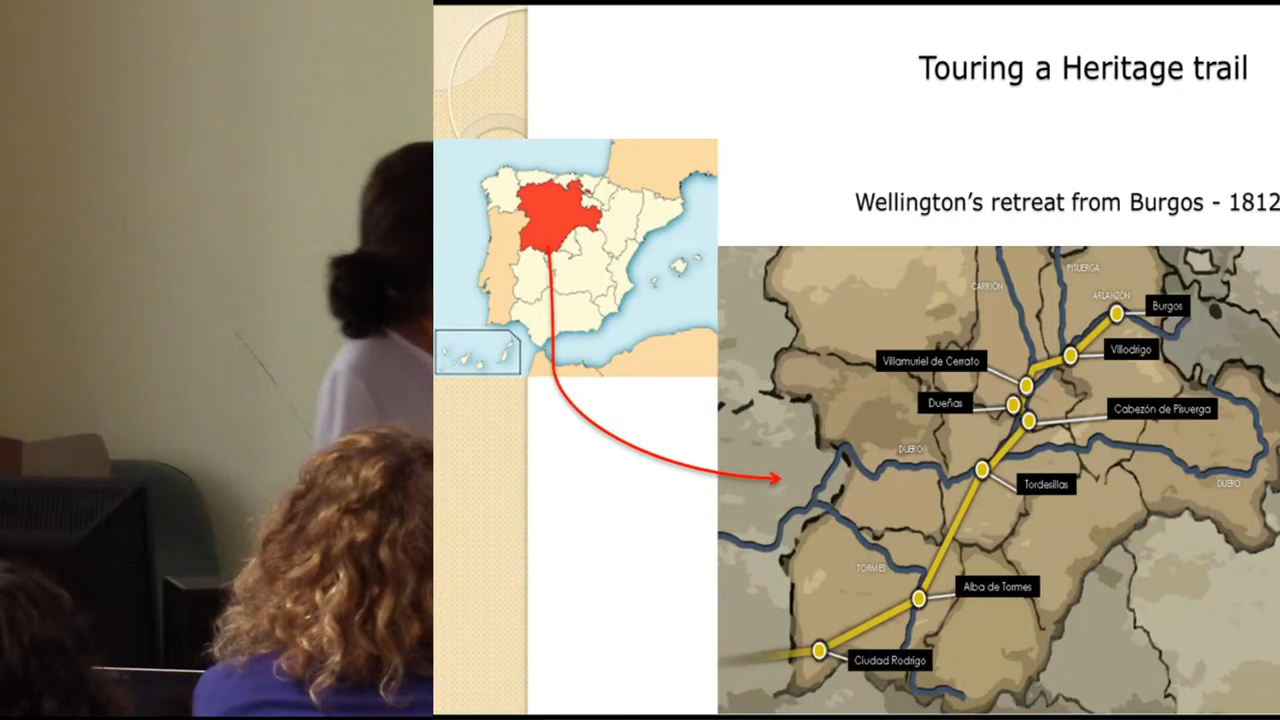 Touring a Heritage trail
Wellington’s retreat from Burgos - 1812
PISUERGA
CARRIÓN
ARLANZÓN
Burgos
Villodrigo
Villamuriel de Cerrato
Dueñas
Cabezón de Pisuerga
DUERO
Tordesillas
DUERO
TORMES
Alba de Tormes
Ciudad Rodrigo